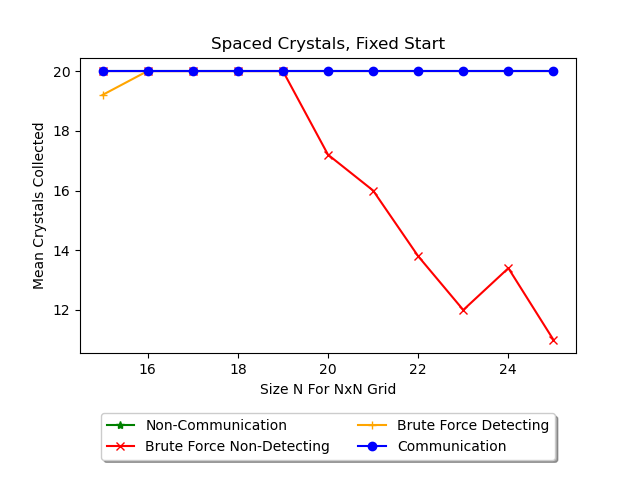 Spaced Crystals, Fixed Start
20
18
16
14
12
Mean Crystals Collected
16 18 20 22 24
Size N For NxN Grid
Non-Communication Brute Force Detecting
Brute Force Non-Detecting Communication